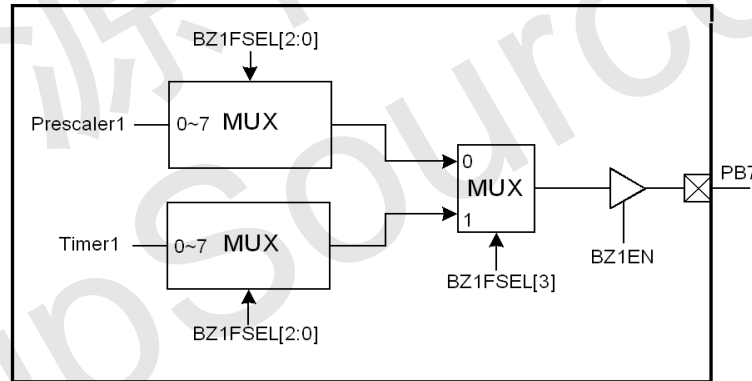 BZ1FSEL[2:0]
Prescaler1
0~7 MUX
0
MUX
1
PB7
Timer1
0~7 MUX
BZ1EN
BZ1FSEL[3]
BZ1FSEL[2:0]